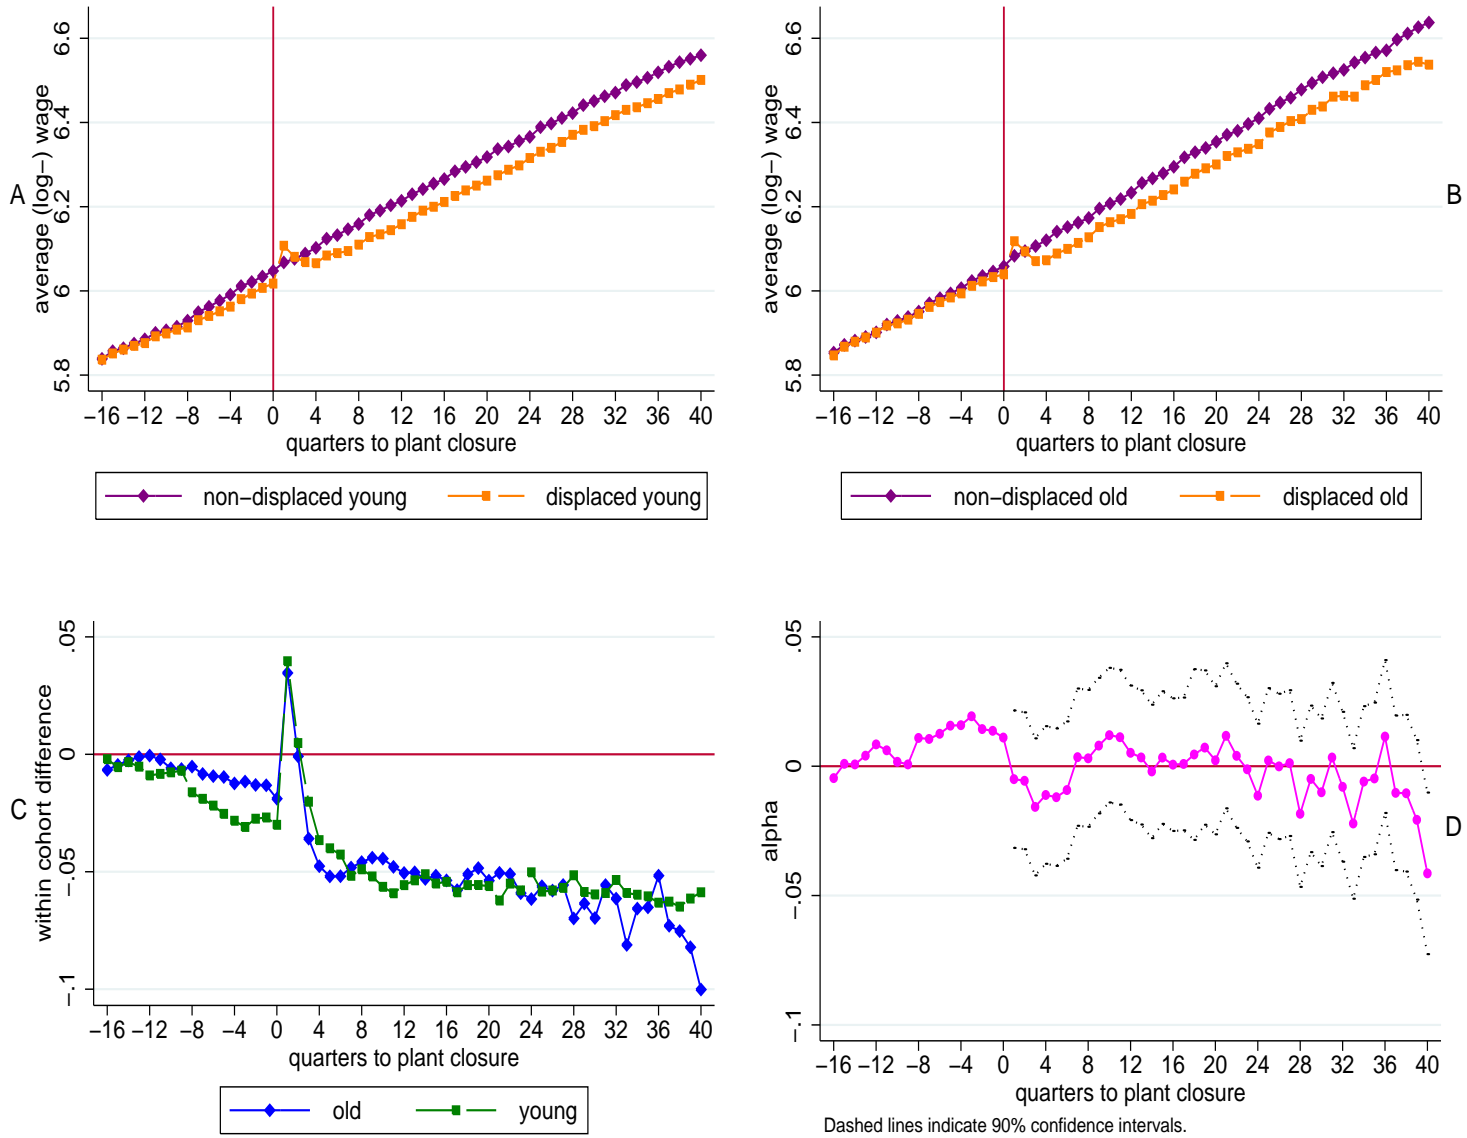 A
average (log−) wage
5.8 6 6.2 6.4 6.6
−16 −12 −8 −4 0 4 8 12 16 20 24 28 32 36 40
quarters to plant closure
non−displaced young displaced young
B
average (log−) wage
5.8 6 6.2 6.4 6.6
−16 −12 −8 −4 0 4 8 12 16 20 24 28 32 36 40
quarters to plant closure
non−displaced old displaced old
C
within cohort difference
−.1 −.05 0 .05
−16 −12 −8 −4 0 4 8 12 16 20 24 28 32 36 40
quarters to plant closure
old young
D
alpha
−.1 −.05 0 .05
−16 −12 −8 −4 0 4 8 12 16 20 24 28 32 36 40
quarters to plant closure
Dashed lines indicate 90% confidence intervals.